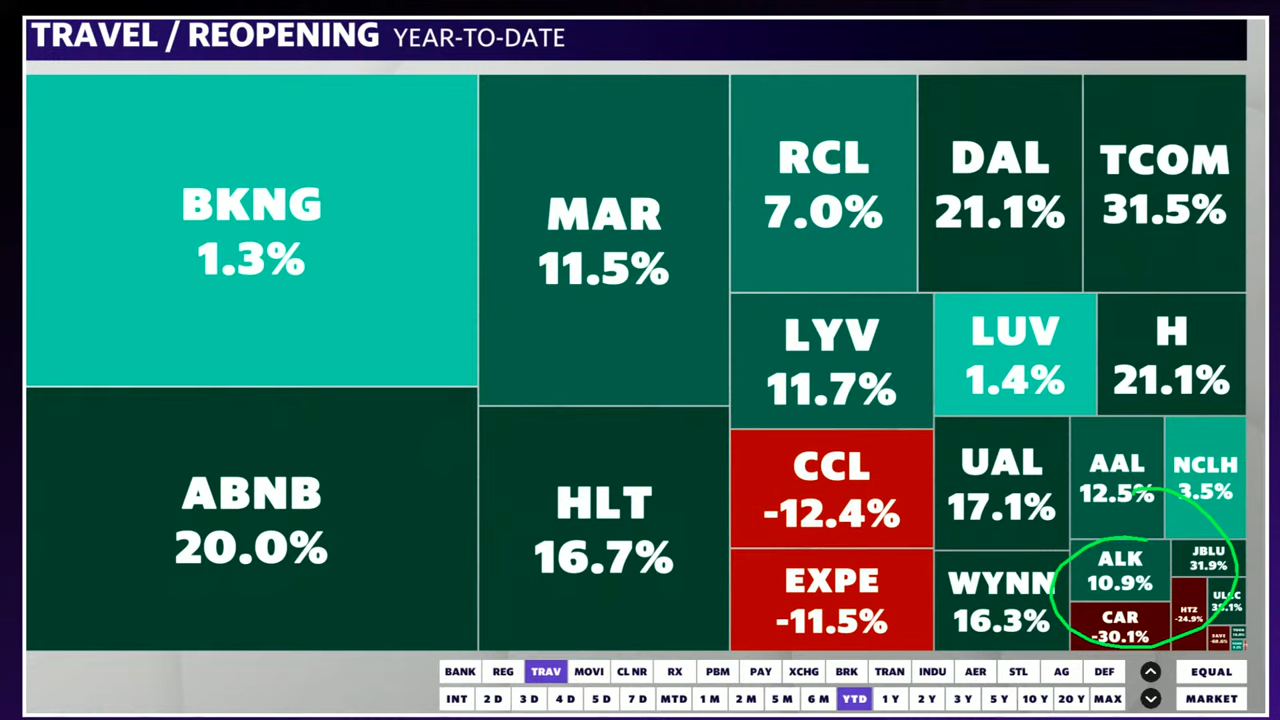 TRAVEL / REOPENING YEAR-TO-DATE
BKNG
1.3%
ABNB
20.0%
MAR
11.5%
HLT
16.7%
RCL
7.0%
DAL
21.1%
TCOM
31.5%
LYV
11.7%
LUV
1.4%
H
21.1%
CCL
-12.4%
EXPE
-11.5%
UAL
17.1%
WYNN
16.3%
AAL
12.5%
NCLH
3.5%
ALK
10.9%
CAR
-30.1%
JBLU
31.9%
HTZ
-24.9%
SAVE
BANK REG TRAV MOVI CL NR RX PBM PAY XCHG BRK TRAN INDU AER STL AG DEF EQUAL
INT 2 D 3 D 4 D 5 D 7 D MTD 1 M 2 M 5 M 6 M YTD 1 Y 2 Y 3 Y 5 Y 10 Y 20 Y MAX MARKET